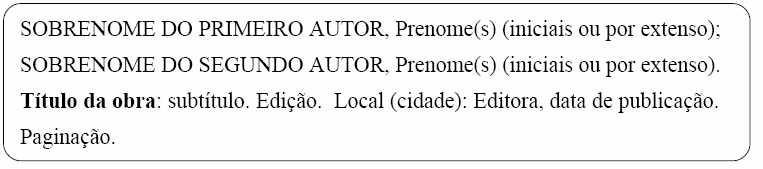 SOBRENOME DO PRIMEIRO AUTOR, Prenome(s) (iniciais ou por extenso);
SOBRENOME DO SEGUNDO AUTOR, Prenome(s) (iniciais ou por extenso).
Título da obra: subtítulo. Edição. Local (cidade): Editora, data de publicação.
Paginação.